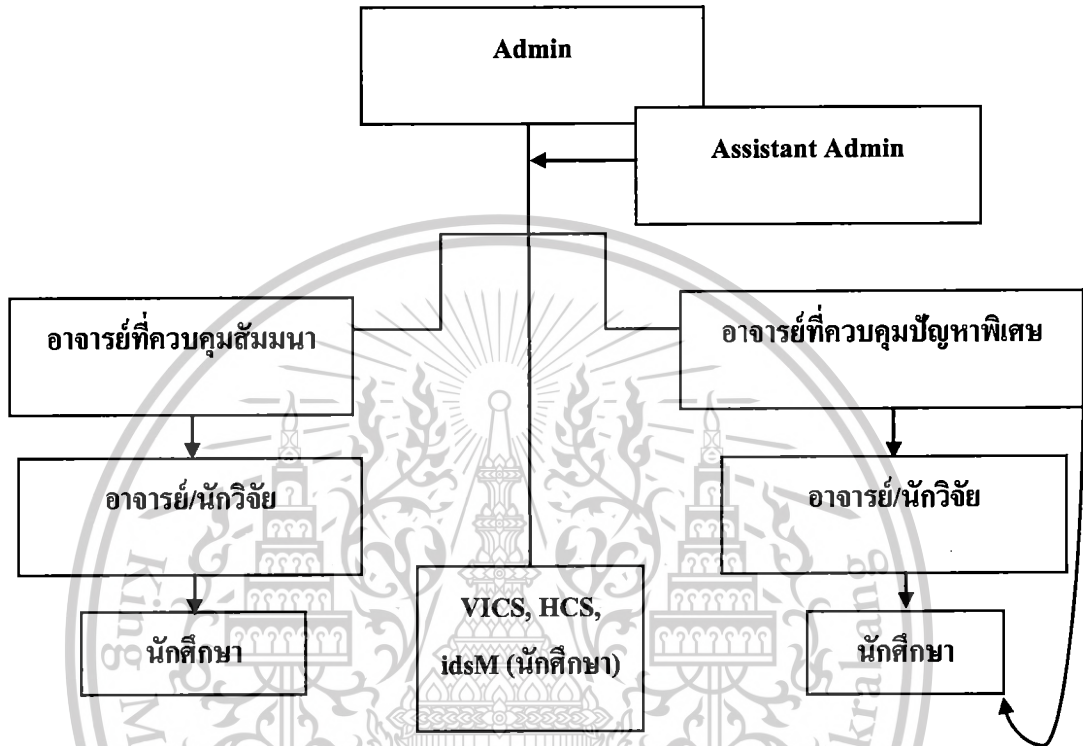 Admin
Assistant Admin
อาจารย์ที่ควบคุมสัมมนา
อาจารย์ที่ควบคุมปัญหาพิเศษ
อาจารย์/นักวิจัย
อาจารย์/นักวิจัย
VICS, HCS,
idsM (นักศึกษา)
นักศึกษา
นักศึกษา
King M
krabang